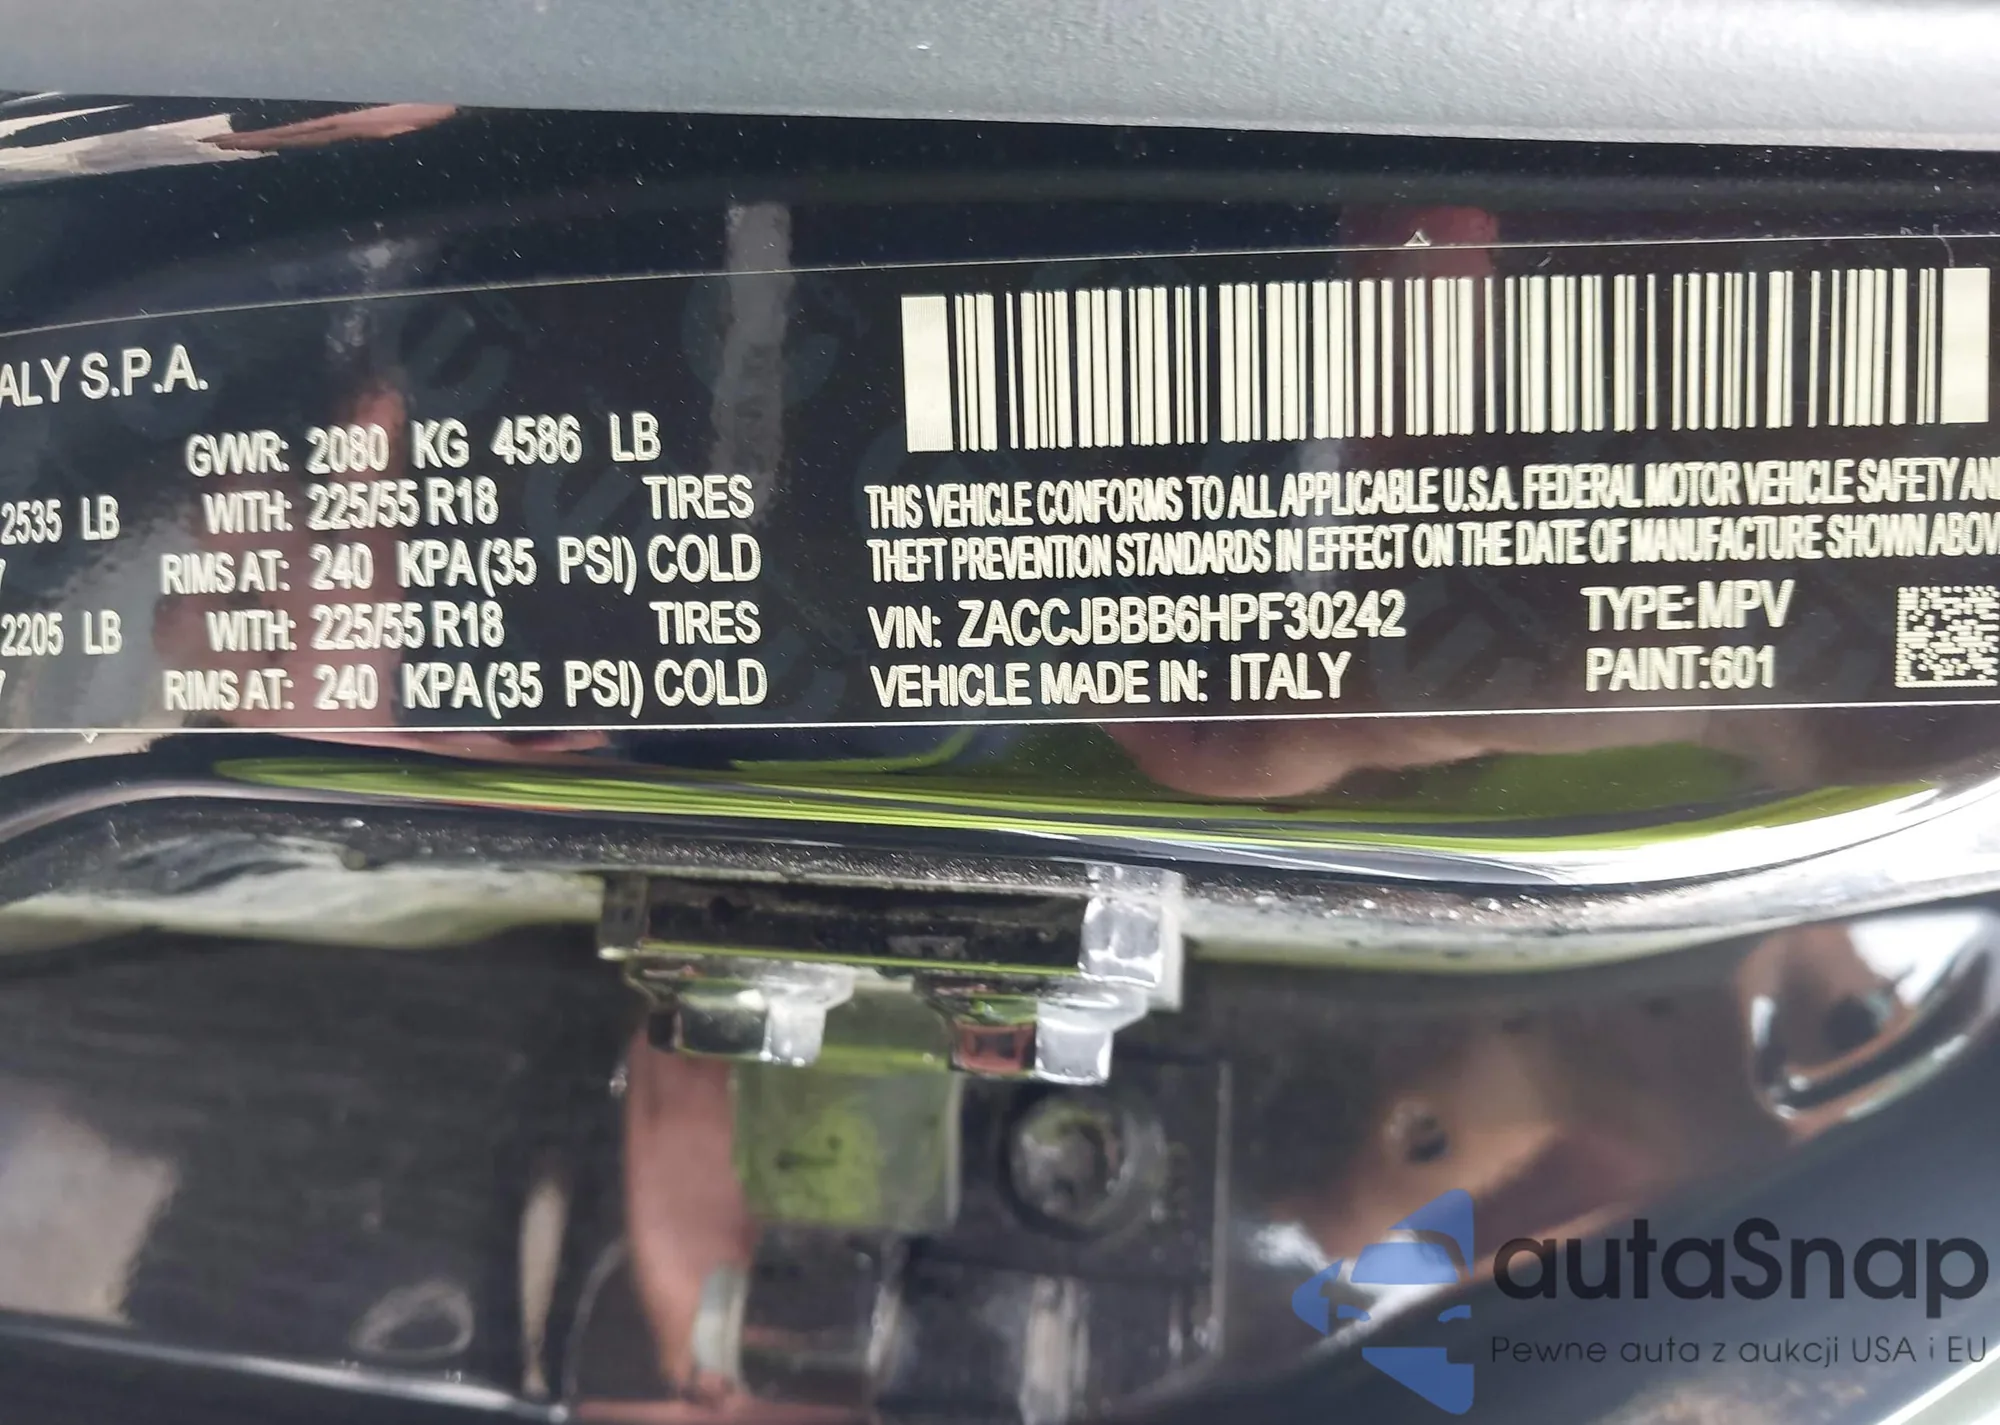 ALY S.P.A.
GVWR: 2080 KG 4586 LB
2535 LB WITH: 225/55 R18 TIRES
7 RIMS AT: 240 KPA (35 PSI) COLD
2205 LB WITH: 225/55 R18 TIRES
7 RIMS AT: 240 KPA (35 PSI) COLD
THIS VEHICLE CONFORMS TO ALL APPLICABLE U.S.A. FEDERAL MOTOR VEHICLE SAFETY AN
THEFT PREVENTION STANDARDS IN EFFECT ON THE DATE OF MANUFACTURE SHOWN ABOV
VIN: ZACCJBBB6HPF30242 TYPE: MPV
VEHICLE MADE IN: ITALY PAINT: 601
autaSnap
Pewne auta z aukcji USA i EU